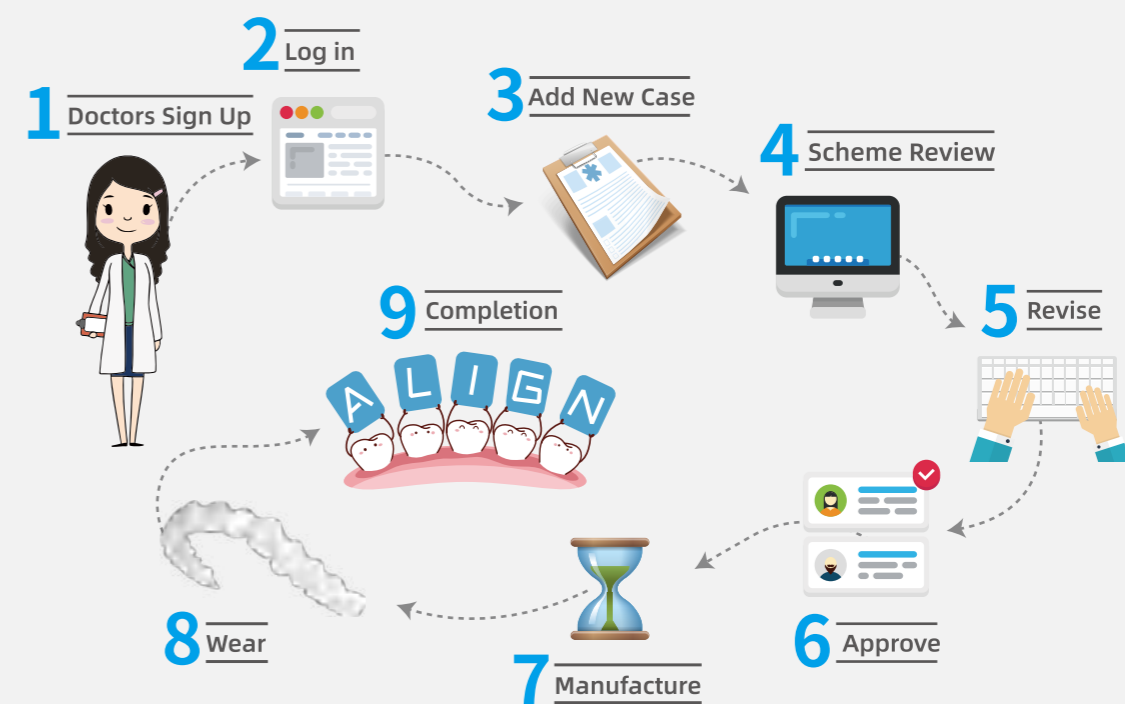 1 Doctors Sign Up
2 Log in
3 Add New Case
4 Scheme Review
5 Revise
6 Approve
7 Manufacture
8 Wear
9 Completion
ALIGN